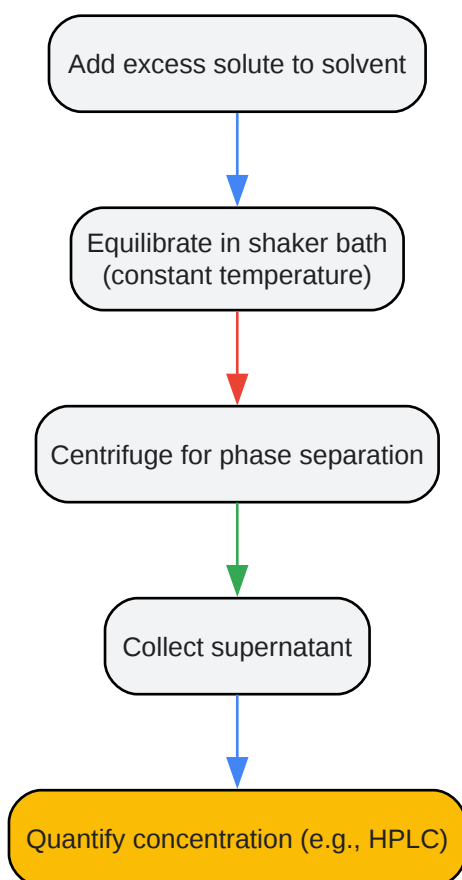 Add excess solute to solvent
Equilibrate in shaker bath
(constant temperature)
Centrifuge for phase separation
Collect supernatant
Quantify concentration (e.g., HPLC)